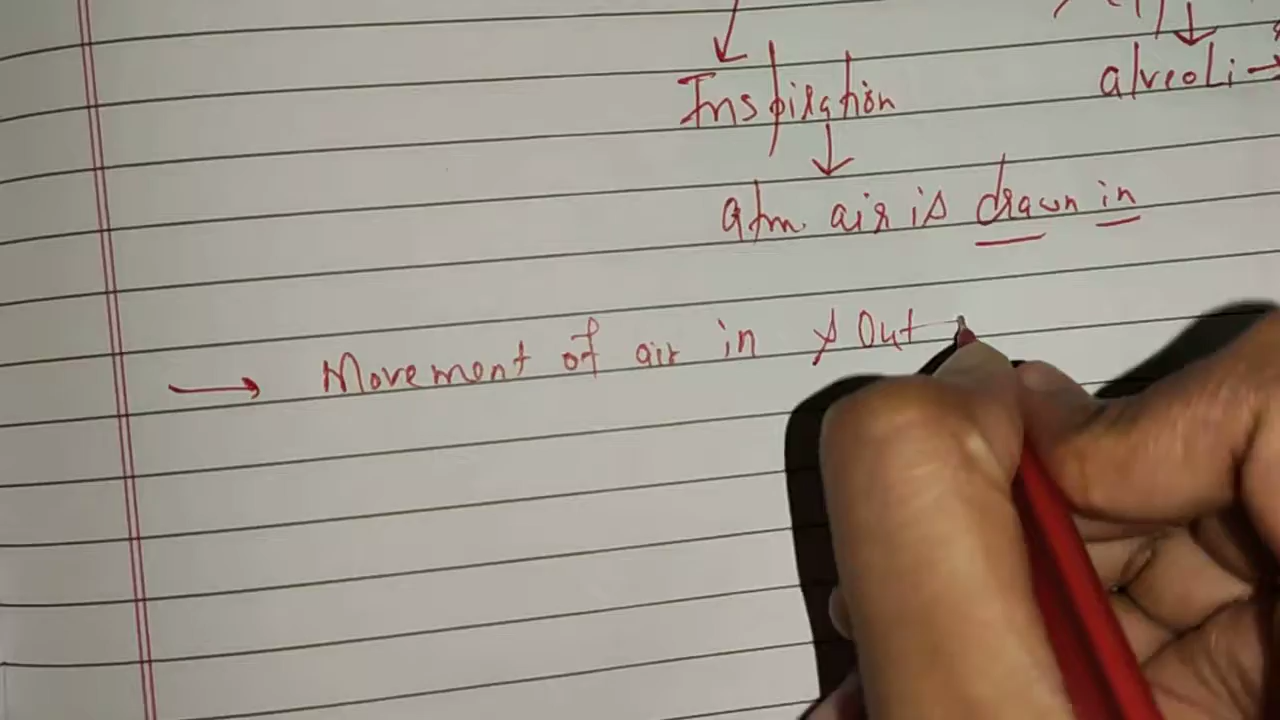 alveoli →
Inspiration
atm. air is drawn in
→ Movement of air in & Out